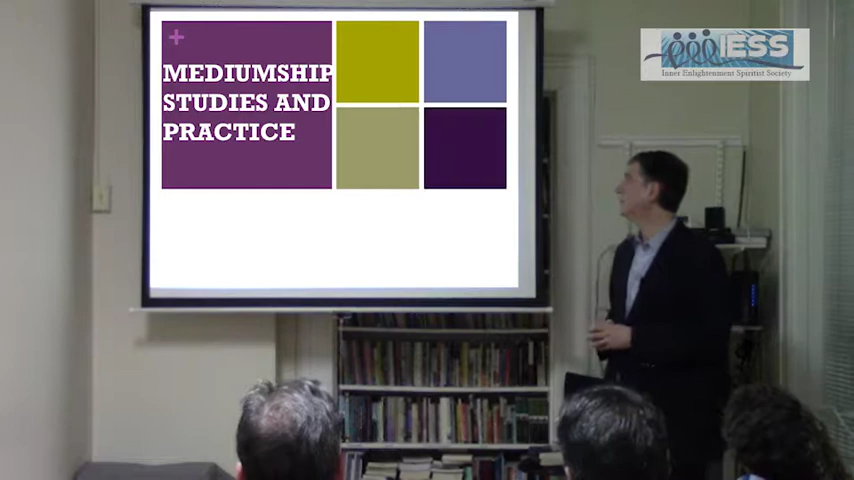 +
MEDIUMSHIP
STUDIES AND
PRACTICE
IESS
Inner Enlightenment Spiritist Society